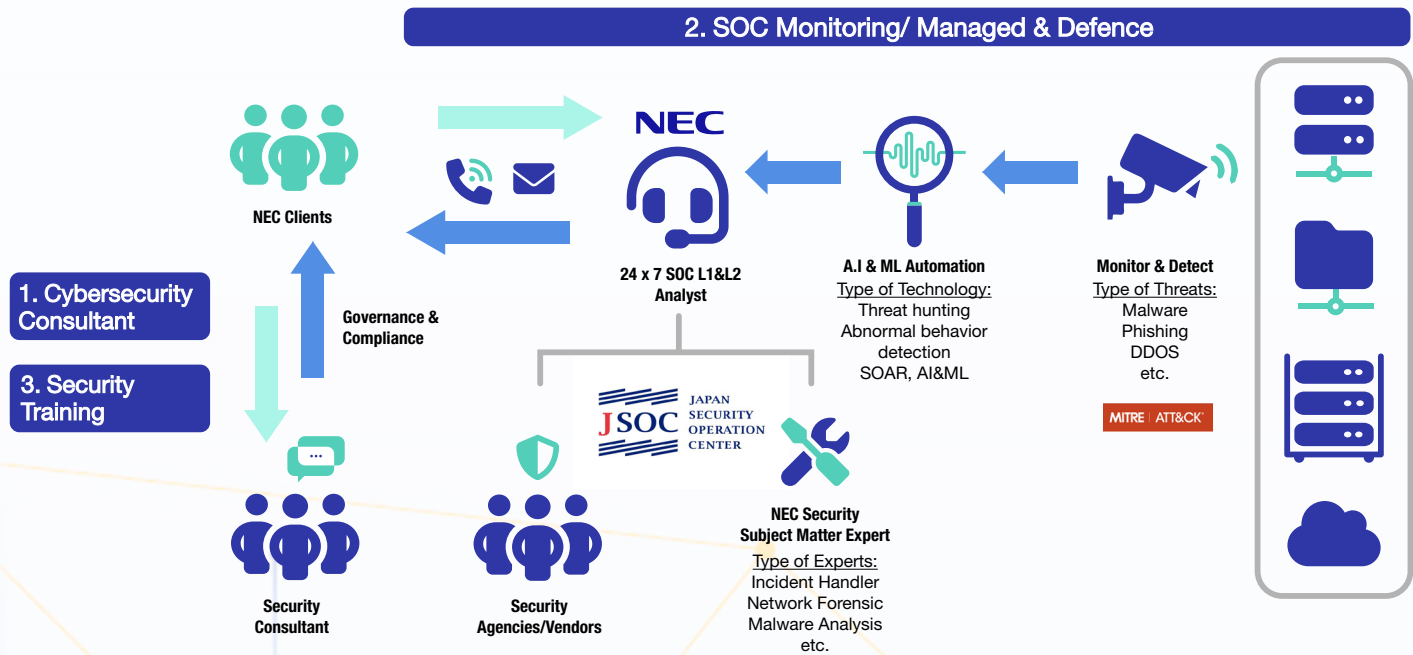 2. SOC Monitoring/ Managed & Defence
NEC
NEC Clients
24 x 7 SOC L1&L2
Analyst
A.I & ML Automation
Type of Technology:
Threat hunting
Abnormal behavior
detection
SOAR, AI&ML
Monitor & Detect
Type of Threats:
Malware
Phishing
DDOS
etc.
MITRE | ATT&CK®
1. Cybersecurity
Consultant
3. Security
Training
Governance &
Compliance
JSOC
JAPAN
SECURITY
OPERATION
CENTER
Security
Consultant
Security
Agencies/Vendors
NEC Security
Subject Matter Expert
Type of Experts:
Incident Handler
Network Forensic
Malware Analysis
etc.